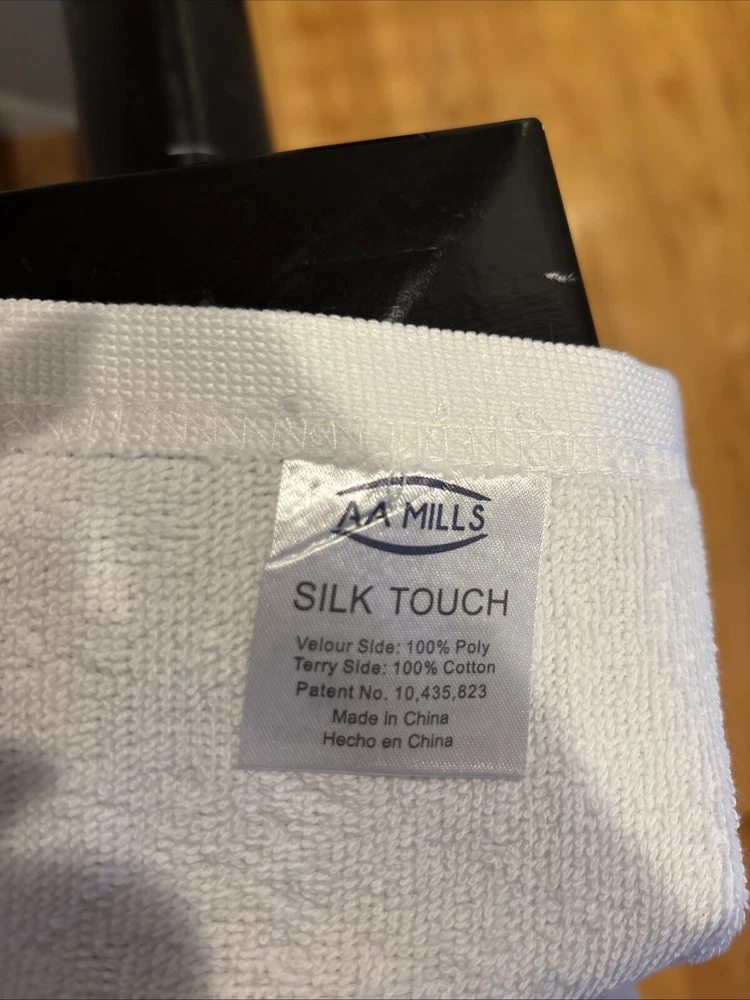 AA MILLS
SILK TOUCH
Velour Side: 100% Poly
Terry Side: 100% Cotton
Patent No. 10,435,823
Made in China
Hecho en China